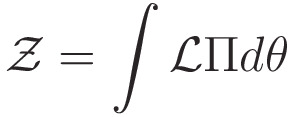 𝒵 = ∫ ℒΠdθ